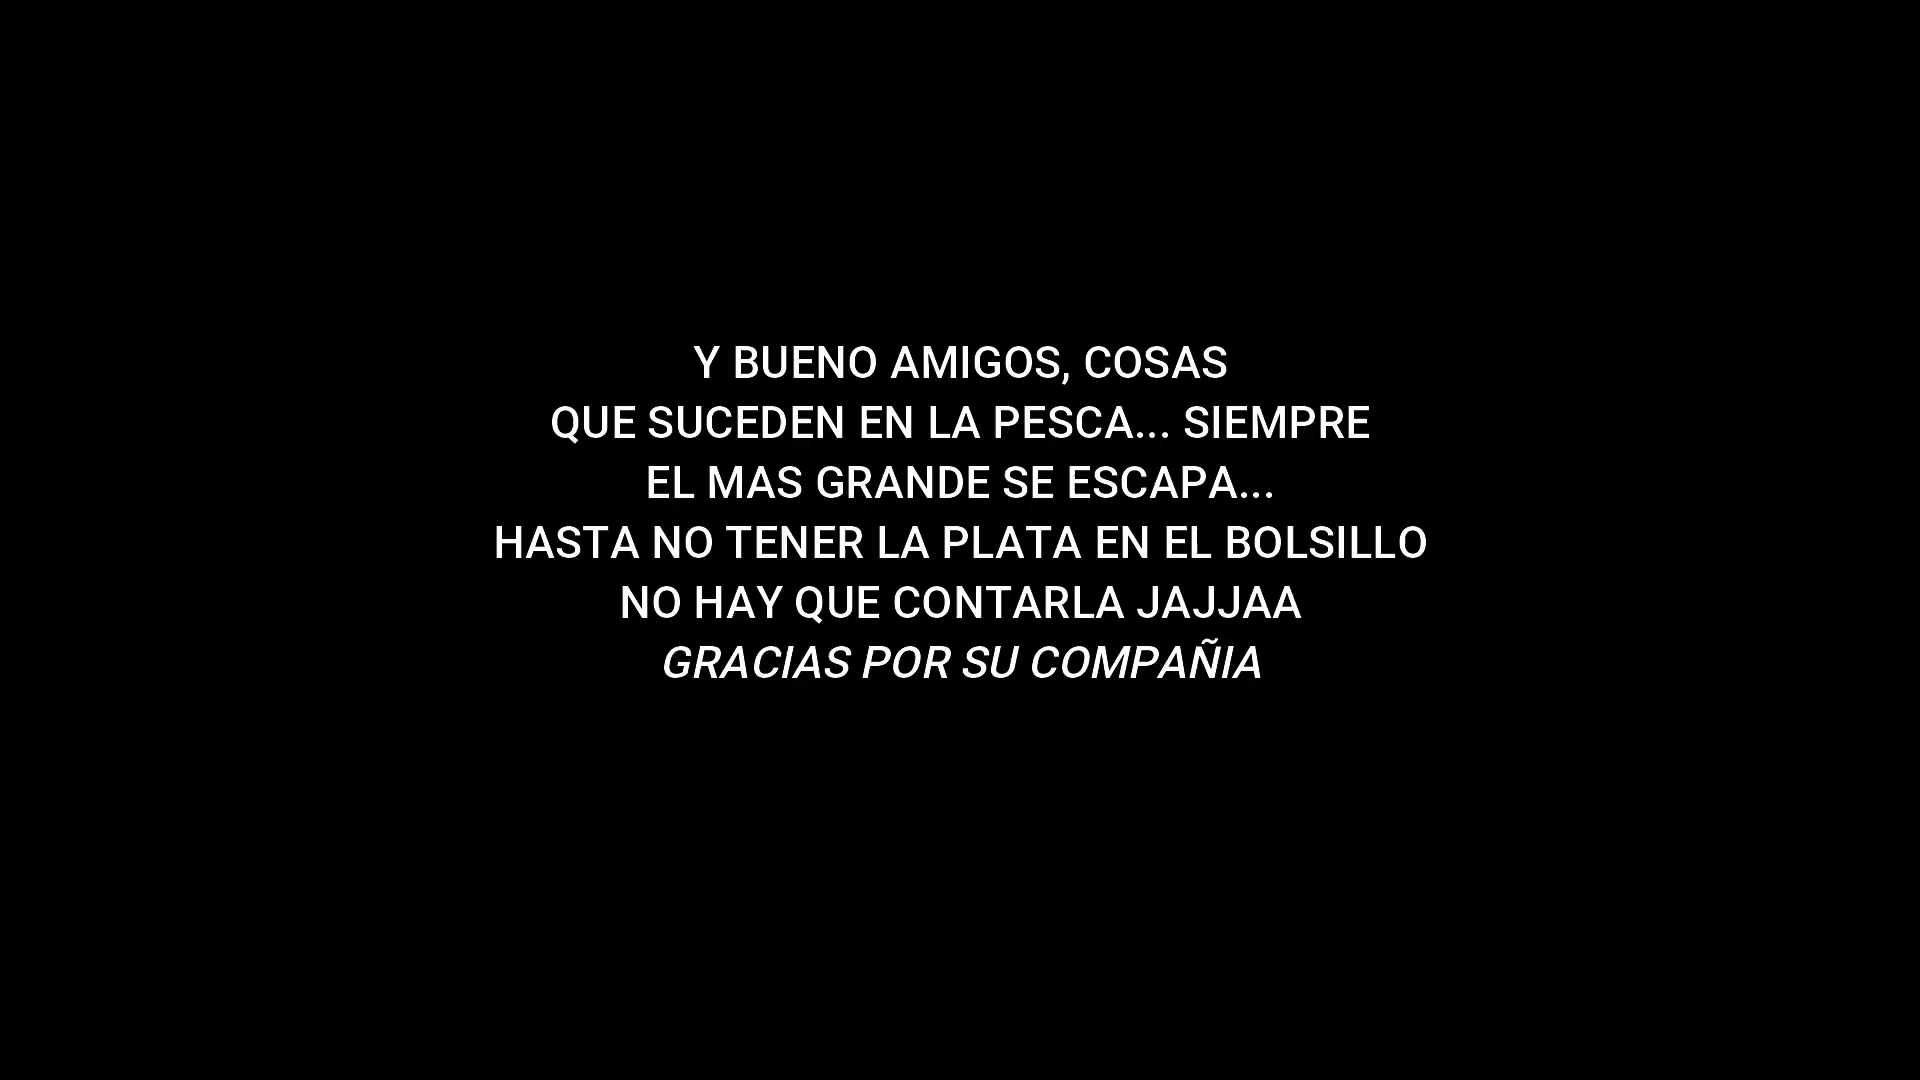 Y BUENO AMIGOS, COSAS
QUE SUCEDEN EN LA PESCA... SIEMPRE
EL MAS GRANDE SE ESCAPA...
HASTA NO TENER LA PLATA EN EL BOLSILLO
NO HAY QUE CONTARLA JAJJAA
GRACIAS POR SU COMPAÑIA